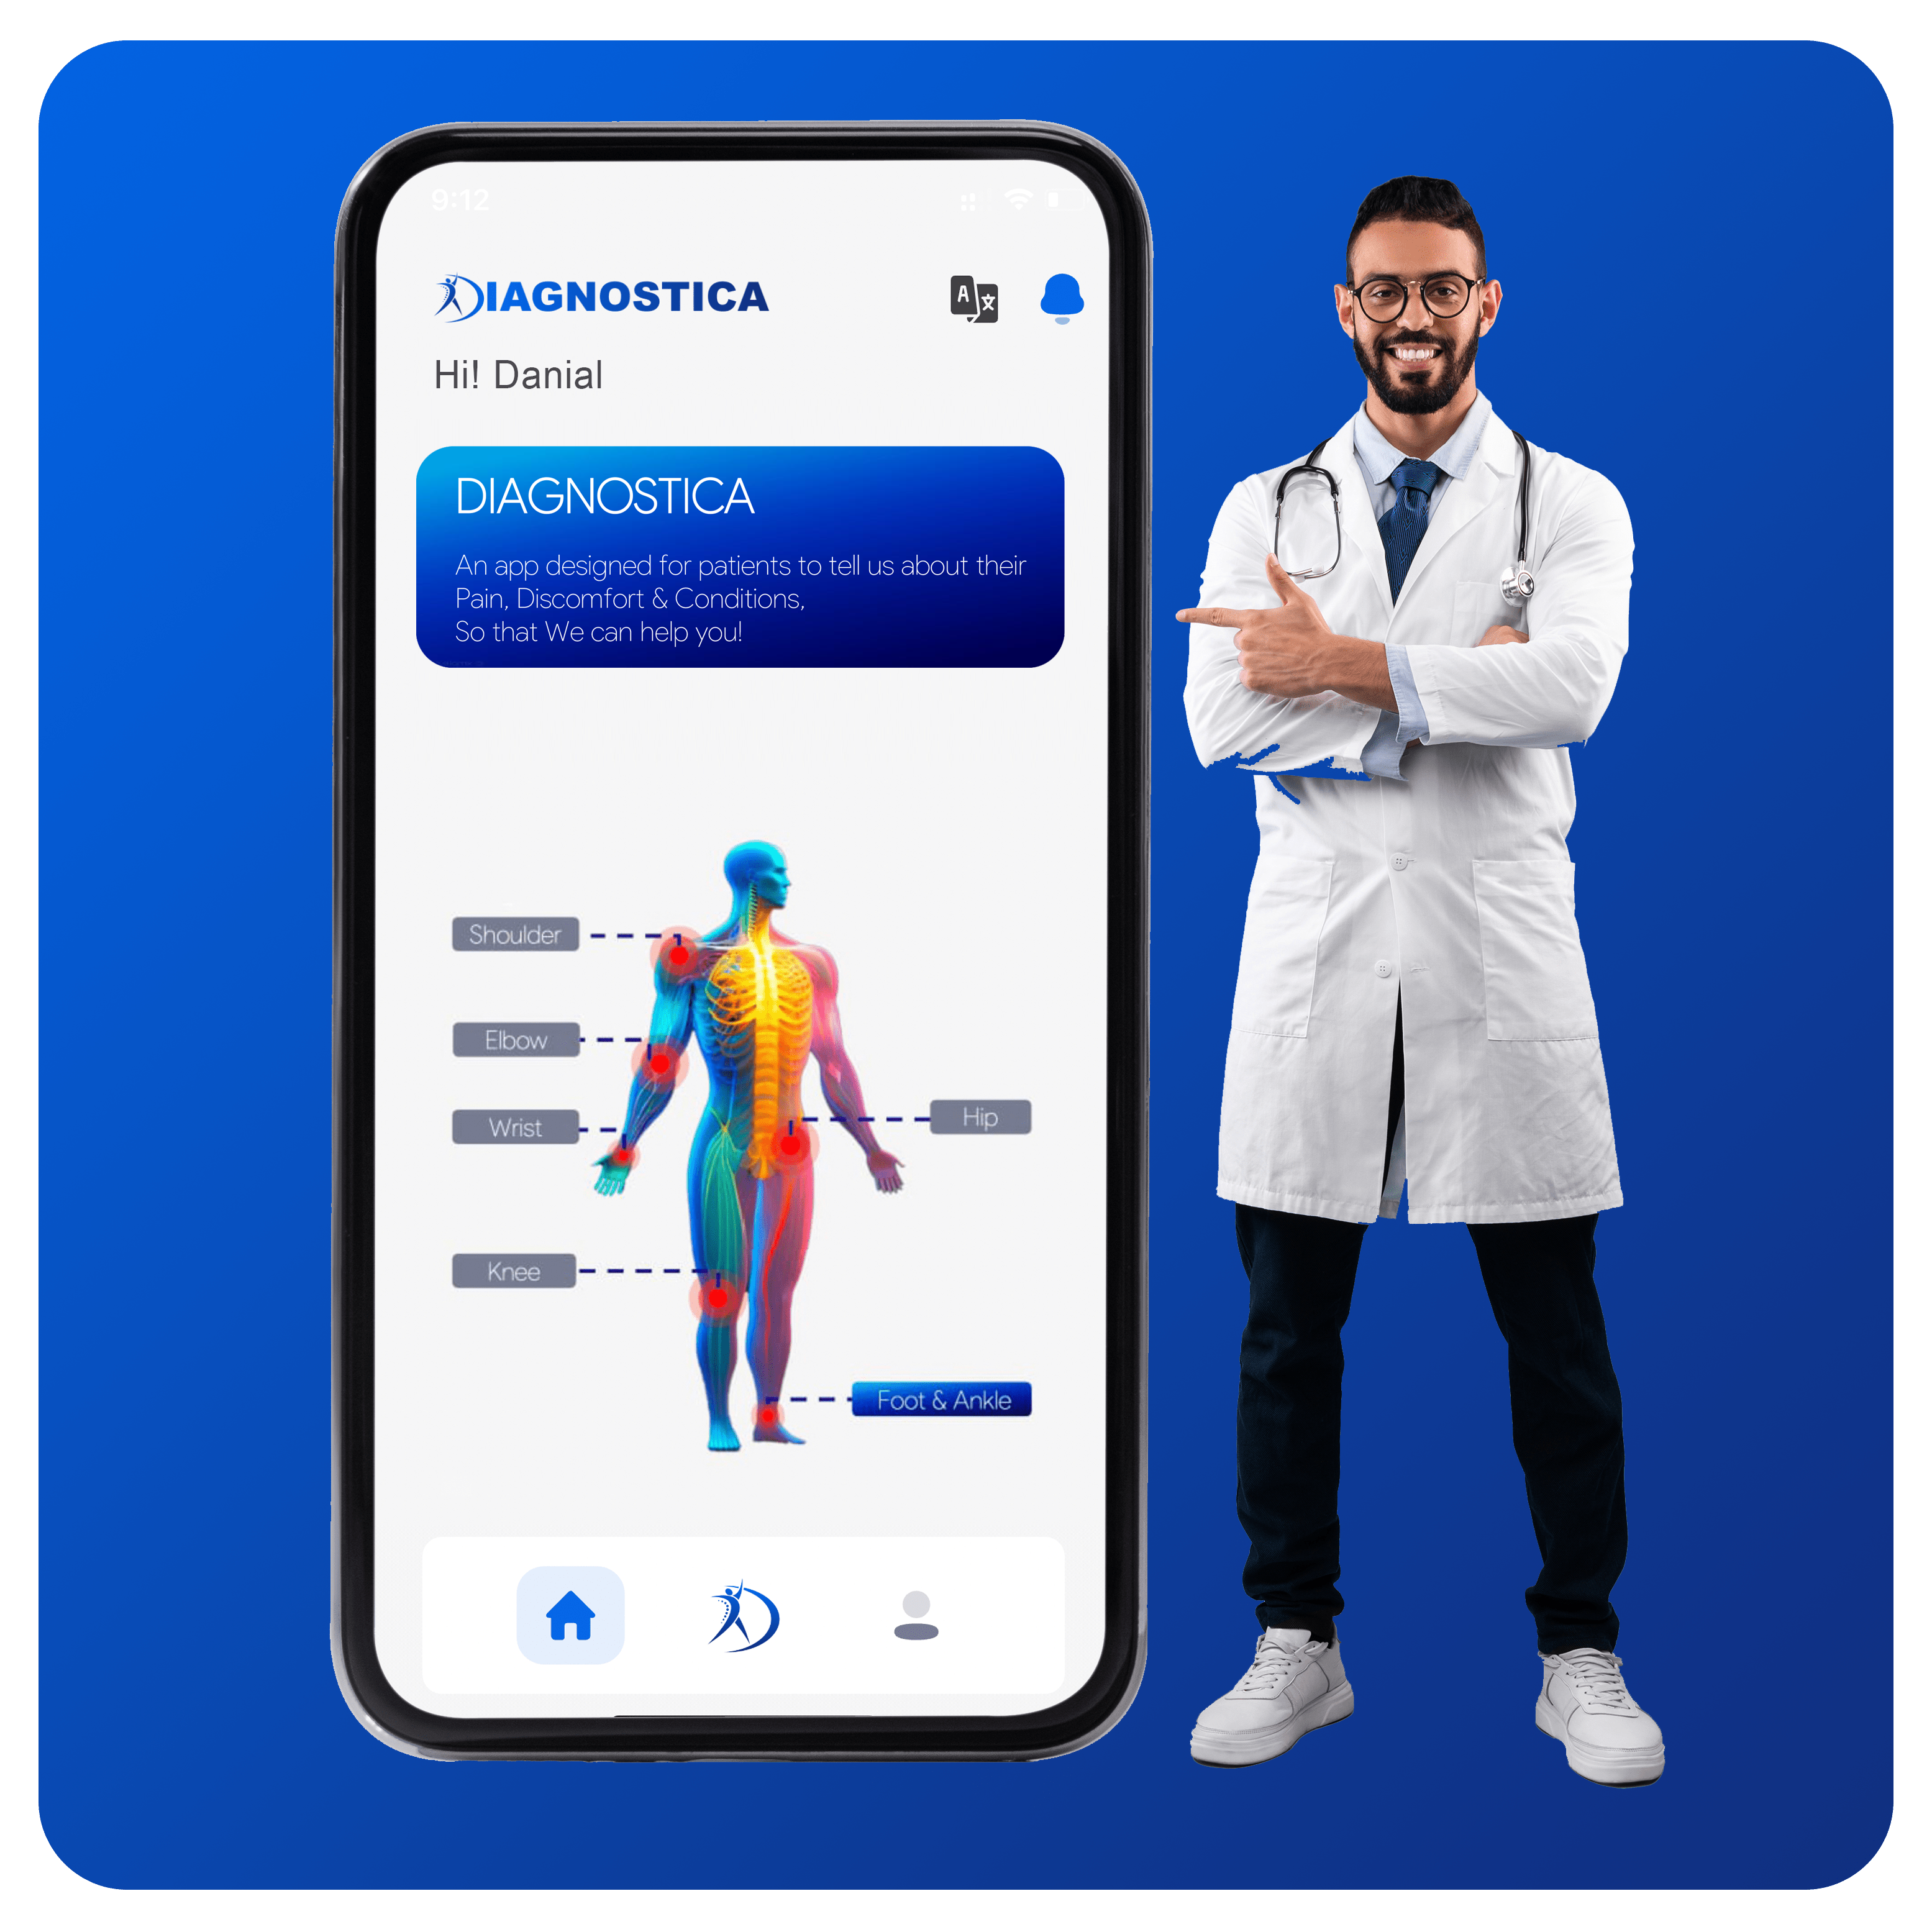 9:12
DIAGNOSTICA
Hi! Danial
DIAGNOSTICA
An app designed for patients to tell us about their
Pain, Discomfort & Conditions,
So that We can help you!
Shoulder
Elbow
Wrist
Hip
Knee
Foot & Ankle